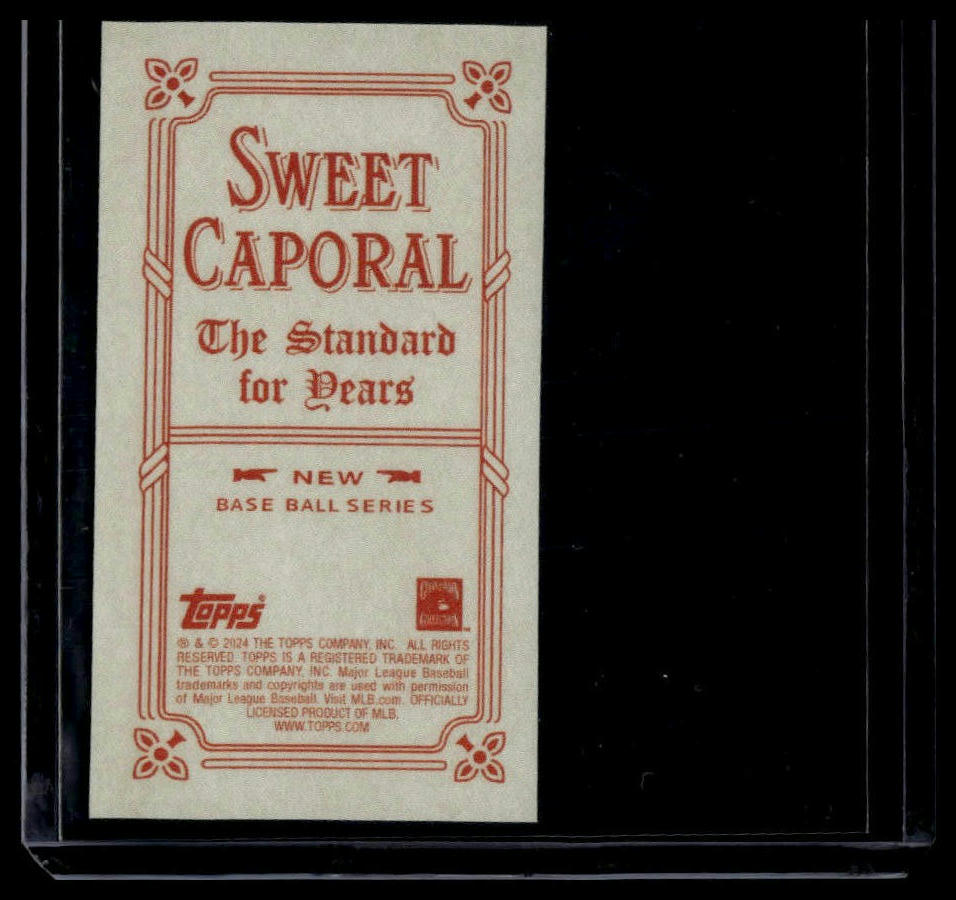 SWEET
CAPORAL
The Standard
for Years
NEW
BASE BALL SERIES
topps
COOPERSTOWN
COLLECTION
® & © 2024 THE TOPPS COMPANY, INC. ALL RIGHTS
RESERVED. TOPPS IS A REGISTERED TRADEMARK OF
THE TOPPS COMPANY, INC. Major League Baseball
trademarks and copyrights are used with permission
of Major League Baseball. Visit MLB.com. OFFICIALLY
LICENSED PRODUCT OF MLB.
WWW.TOPPS.COM